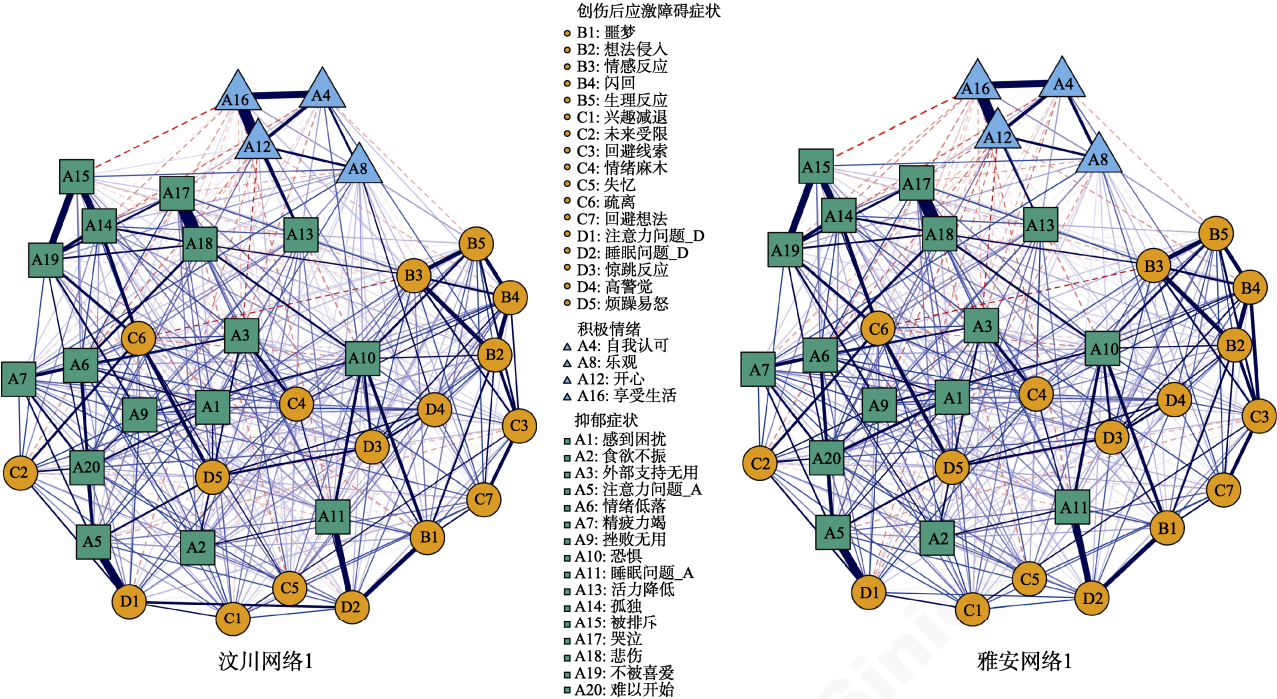 创伤后应激障碍症状
B1: 噩梦
B2: 想法侵入
B3: 情感反应
B4: 闪回
B5: 生理反应
C1: 兴趣减退
C2: 未来受限
C3: 回避线索
C4: 情绪麻木
C5: 失忆
C6: 疏离
C7: 回避想法
D1: 注意力问题_D
D2: 睡眠问题_D
D3: 惊跳反应
D4: 高警觉
D5: 烦躁易怒
积极情绪
A4: 自我认可
A8: 乐观
A12: 开心
A16: 享受生活
抑郁症状
A1: 感到困扰
A2: 食欲不振
A3: 外部支持无用
A5: 注意力问题_A
A6: 情绪低落
A7: 精疲力竭
A9: 挫败无用
A10: 恐惧
A11: 睡眠问题_A
A13: 活力降低
A14: 孤独
A15: 被排斥
A17: 哭泣
A18: 悲伤
A19: 不被喜爱
A20: 难以开始
A16
A4
A12
A8
A15
A17
A14
A18
A13
A19
B5
B3
B4
C6
A3
A10
B2
A7
A6
A9
A1
C4
D4
C3
D3
C2
A20
D5
C7
A11
B1
A5
A2
C5
D1
D2
C1
汶川网络1
A16
A4
A12
A8
A15
A17
A14
A18
A13
A19
B5
B3
B4
C6
A3
A10
B2
A7
A6
A9
A1
C4
D4
C3
D3
C2
A20
D5
C7
A11
B1
A5
A2
C5
D1
D2
C1
雅安网络1